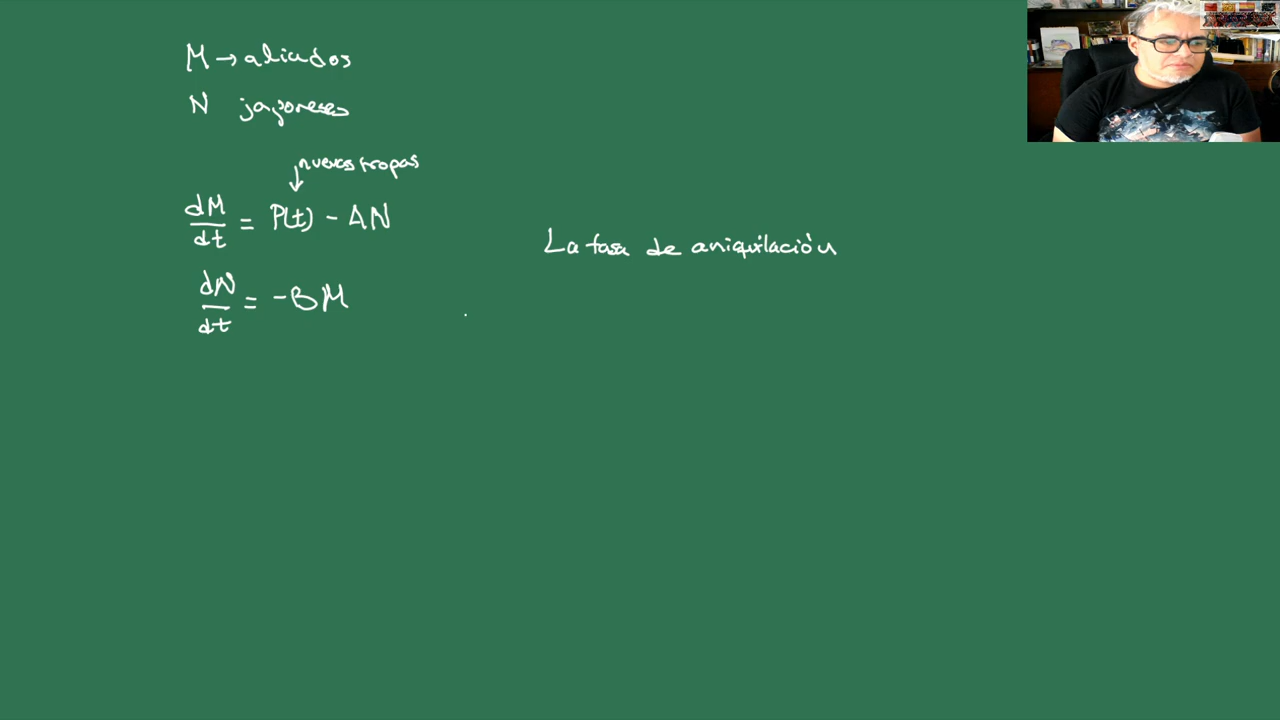 M → aliados
N japoneses
nuevas tropas
dM/dt = P(t) - AN
La tasa de aniquilación
dN/dt = -BM